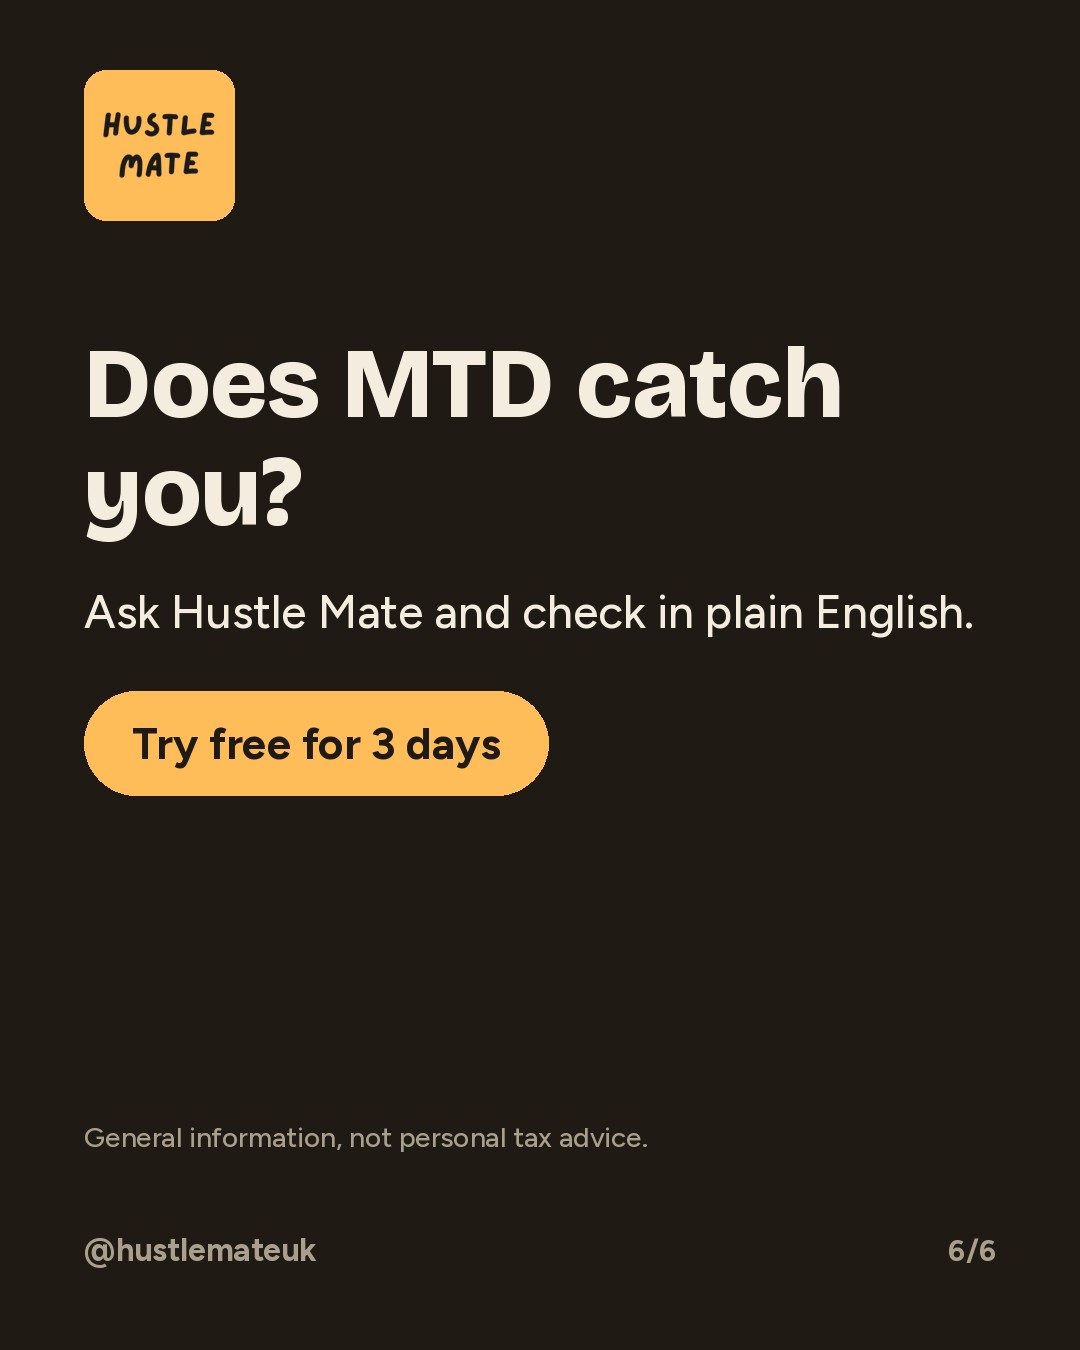 HUSTLE
MATE
Does MTD catch
you?
Ask Hustle Mate and check in plain English.
Try free for 3 days
General information, not personal tax advice.
@hustlemateuk
6/6